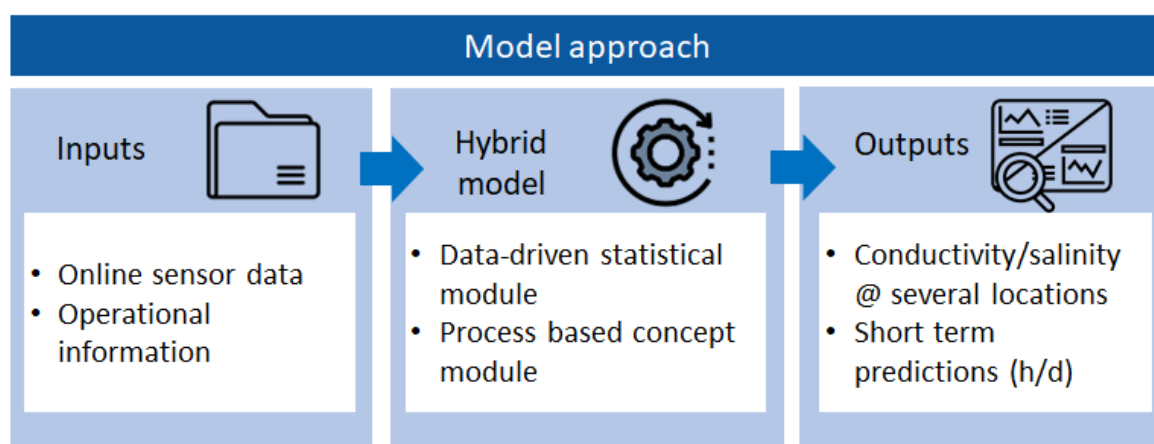 Model approach
Inputs
• Online sensor data
• Operational
information
Hybrid
model
• Data-driven statistical
module
• Process based concept
module
Outputs
• Conductivity/salinity
@ several locations
• Short term
predictions (h/d)